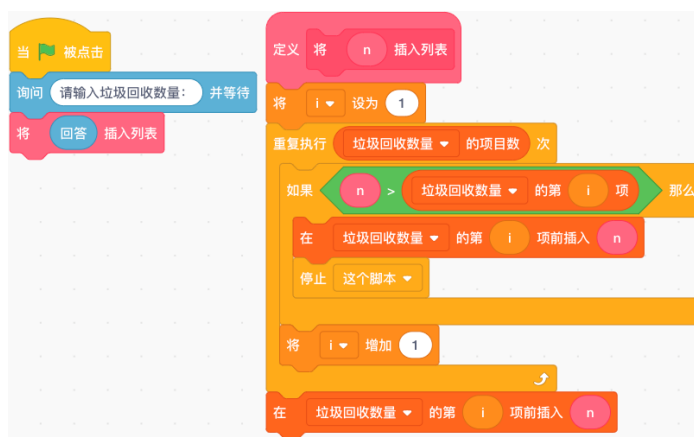 当 被点击
询问 请输入垃圾回收数量： 并等待
将 回答 插入列表
定义 将 n 插入列表
将 i 设为 1
重复执行 垃圾回收数量 的项目数 次
如果 n > 垃圾回收数量 的第 i 项 那么
在 垃圾回收数量 的第 i 项前插入 n
停止 这个脚本
将 i 增加 1
在 垃圾回收数量 的第 i 项前插入 n